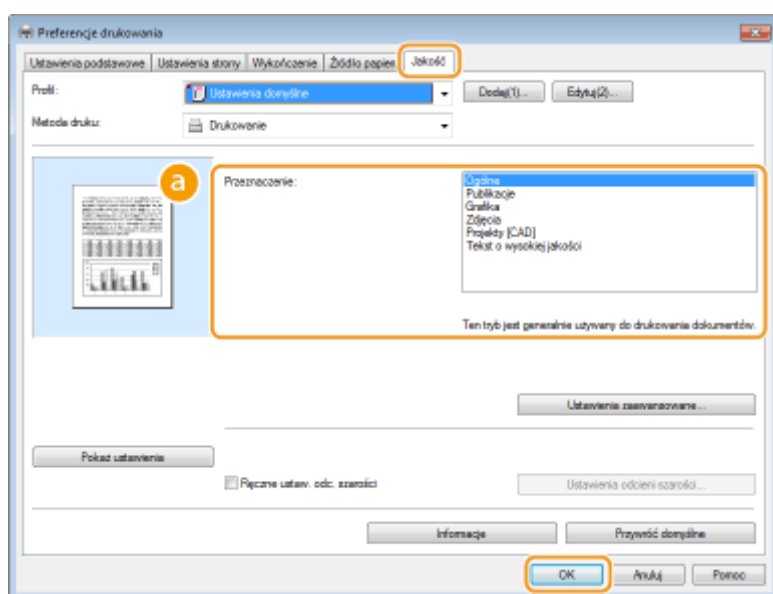 Preferencje drukowania
Ustawienia podstawowe Ustawienia strony Wykończenie Źródło papieru Jakość
Profil: Ustawienia domyślne Dodaj(1)... Edytuj(2)...
Metoda druku: Drukowanie
a
Przeznaczenie: Ogólne
Publikacje
Grafika
Zdjęcia
Projekty [CAD]
Tekst o wysokiej jakości
Ten tryb jest generalnie używany do drukowania dokumentów.
Ustawienia zaawansowane...
Pokaż ustawienia
Ręczne ustaw. odc. szarości Ustawienia odcieni szarości...
Informacje Przywróć domyślne
OK Anuluj Pomoc